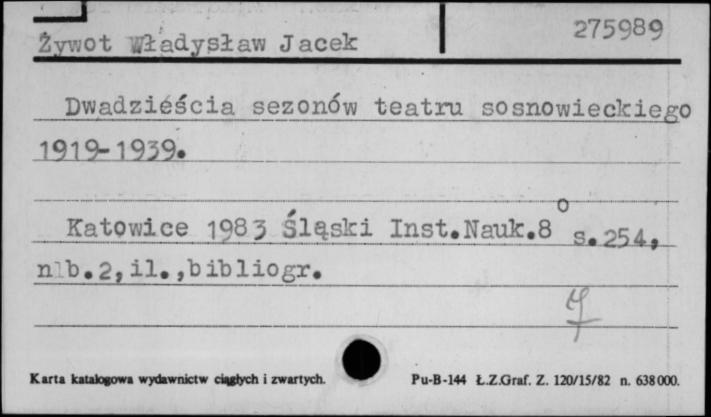 275989
Żywot Władysław Jacek
Dwadzieścia sezonów teatru sosnowieckiego
1919-1939.
Katowice 1983 Śląski Inst.Nauk.8° s.254,
nlb.2,il.,bibliogr.
Karta katalogowa wydawnictw ciągłych i zwartych. Pu-B-144 Ł.Z.Graf. Z. 120/15/82 n. 638000.